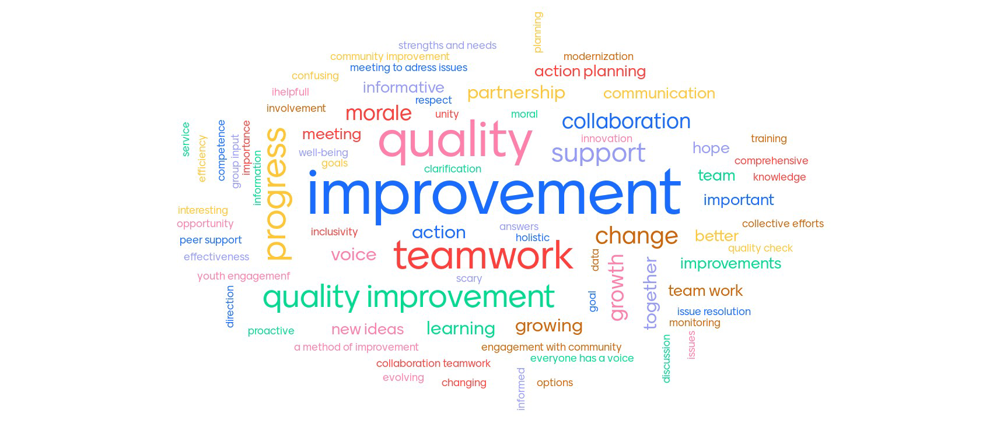 planning
strengths and needs
community improvement
modernization
meeting to adress issues
action planning
confusing
informative
partnership
communication
ihelpfull
respect
involvement
morale
unity
moral
collaboration
service
efficiency
competence
group input
importance
information
progress
meeting
quality
innovation
training
well-being
support
hope
goals
clarification
comprehensive
improvement
team
knowledge
important
interesting
opportunity
inclusivity
action
answers
holistic
change
better
collective efforts
peer support
quality check
effectiveness
voice
teamwork
data
growth
together
improvements
youth engagemenf
scary
direction
quality improvement
goal
team work
issue resolution
monitoring
proactive
new ideas
learning
growing
discussion
issues
a method of improvement
engagement with community
everyone has a voice
collaboration teamwork
evolving
changing
informed
options